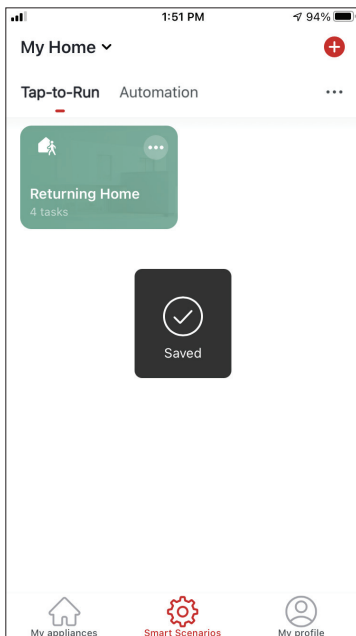 1:51 PM
94%
My Home
Tap-to-Run Automation
Returning Home
4 tasks
Saved
My appliances Smart Scenarios My profile